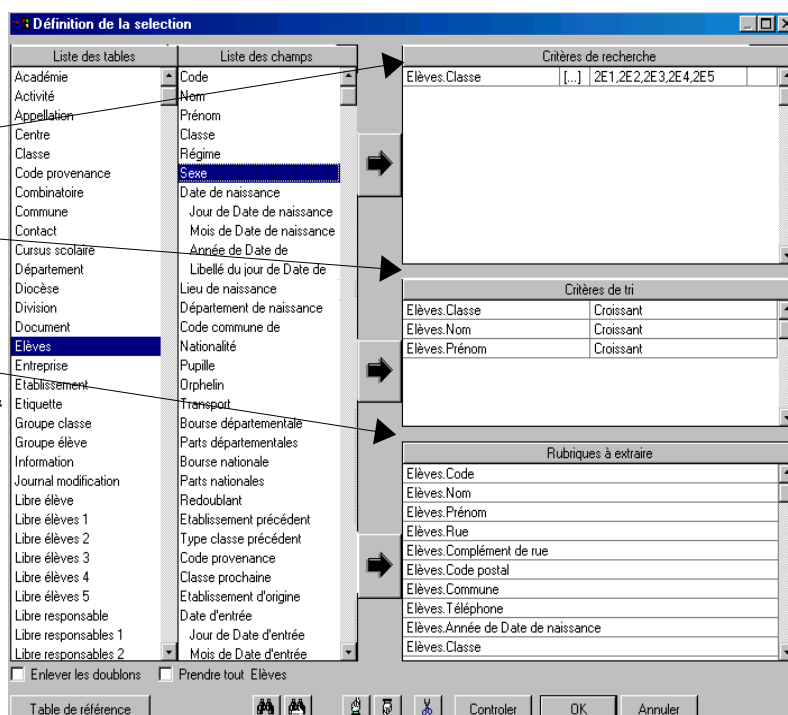 Définition de la selection
Liste des tables
Académie
Activité
Appellation
Centre
Classe
Code provenance
Combinatoire
Commune
Contact
Cursus scolaire
Département
Diocèse
Division
Document
Elèves
Entreprise
Etablissement
Etiquette
Groupe classe
Groupe élève
Information
Journal modification
Libre élève
Libre élèves 1
Libre élèves 2
Libre élèves 3
Libre élèves 4
Libre élèves 5
Libre responsable
Libre responsables 1
Libre responsables 2
Liste des champs
Code
Nom
Prénom
Classe
Régime
Sexe
Date de naissance
Jour de Date de naissance
Mois de Date de naissance
Année de Date de
Libellé du jour de Date de
Lieu de naissance
Département de naissance
Code commune de
Nationalité
Pupille
Orphelin
Transport
Bourse départementale
Parts départementales
Bourse nationale
Parts nationales
Redoublant
Etablissement précédent
Type classe précédent
Code provenance
Classe prochaine
Etablissement d'origine
Date d'entrée
Jour de Date d'entrée
Mois de Date d'entrée
Critères de recherche
Elèves.Classe [...] 2E1,2E2,2E3,2E4,2E5
Critères de tri
Elèves.Classe Croissant
Elèves.Nom Croissant
Elèves.Prénom Croissant
Rubriques à extraire
Elèves.Code
Elèves.Nom
Elèves.Prénom
Elèves.Rue
Elèves.Complément de rue
Elèves.Code postal
Elèves.Commune
Elèves.Téléphone
Elèves.Année de Date de naissance
Elèves.Classe
Enlever les doublons
Prendre tout Elèves
Table de référence
Controler
OK
Annuler